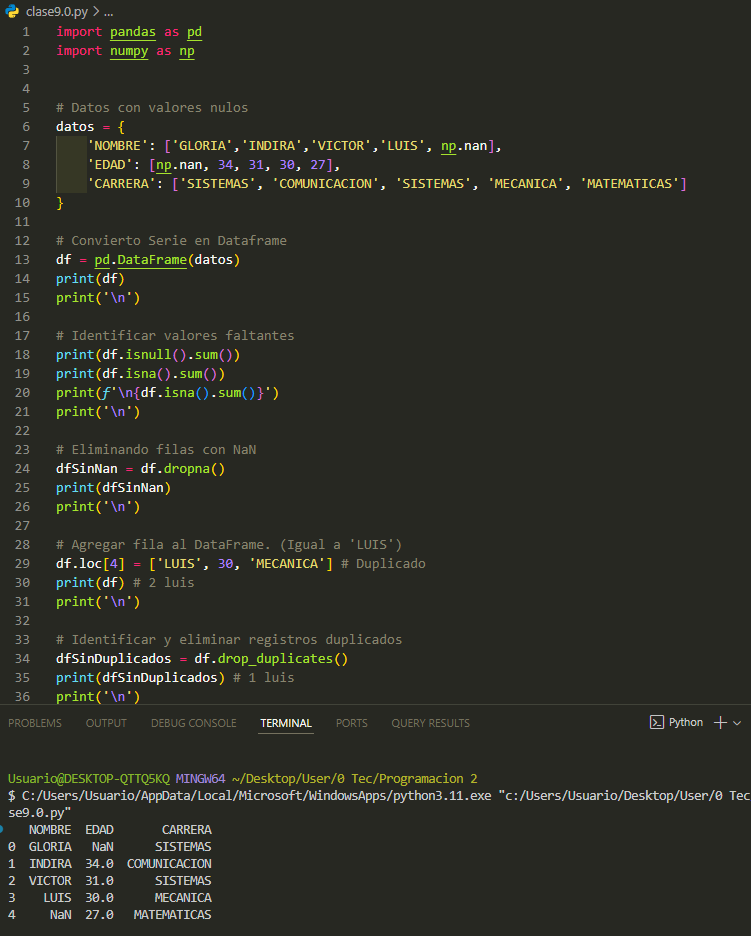 clase9.0.py > ...
1 import pandas as pd
2 import numpy as np
3
4
5 # Datos con valores nulos
6 datos = {
7     'NOMBRE': ['GLORIA','INDIRA','VICTOR','LUIS', np.nan],
8     'EDAD': [np.nan, 34, 31, 30, 27],
9     'CARRERA': ['SISTEMAS', 'COMUNICACION', 'SISTEMAS', 'MECANICA', 'MATEMATICAS']
10 }
11
12 # Convierto Serie en Dataframe
13 df = pd.DataFrame(datos)
14 print(df)
15 print('\n')
16
17 # Identificar valores faltantes
18 print(df.isnull().sum())
19 print(df.isna().sum())
20 print(f'\n{df.isna().sum()}')
21 print('\n')
22
23 # Eliminando filas con NaN
24 dfSinNan = df.dropna()
25 print(dfSinNan)
26 print('\n')
27
28 # Agregar fila al DataFrame. (Igual a 'LUIS')
29 df.loc[4] = ['LUIS', 30, 'MECANICA'] # Duplicado
30 print(df) # 2 luis
31 print('\n')
32
33 # Identificar y eliminar registros duplicados
34 dfSinDuplicados = df.drop_duplicates()
35 print(dfSinDuplicados) # 1 luis
36 print('\n')
PROBLEMS OUTPUT DEBUG CONSOLE TERMINAL PORTS QUERY RESULTS Python
Usuario@DESKTOP-QTTQ5KQ MINGW64 ~/Desktop/User/0 Tec/Programacion 2
$ C:/Users/Usuario/AppData/Local/Microsoft/WindowsApps/python3.11.exe "c:/Users/Usuario/Desktop/User/0 Tec
se9.0.py"
   NOMBRE  EDAD       CARRERA
0  GLORIA   NaN      SISTEMAS
1  INDIRA  34.0  COMUNICACION
2  VICTOR  31.0      SISTEMAS
3    LUIS  30.0      MECANICA
4     NaN  27.0   MATEMATICAS